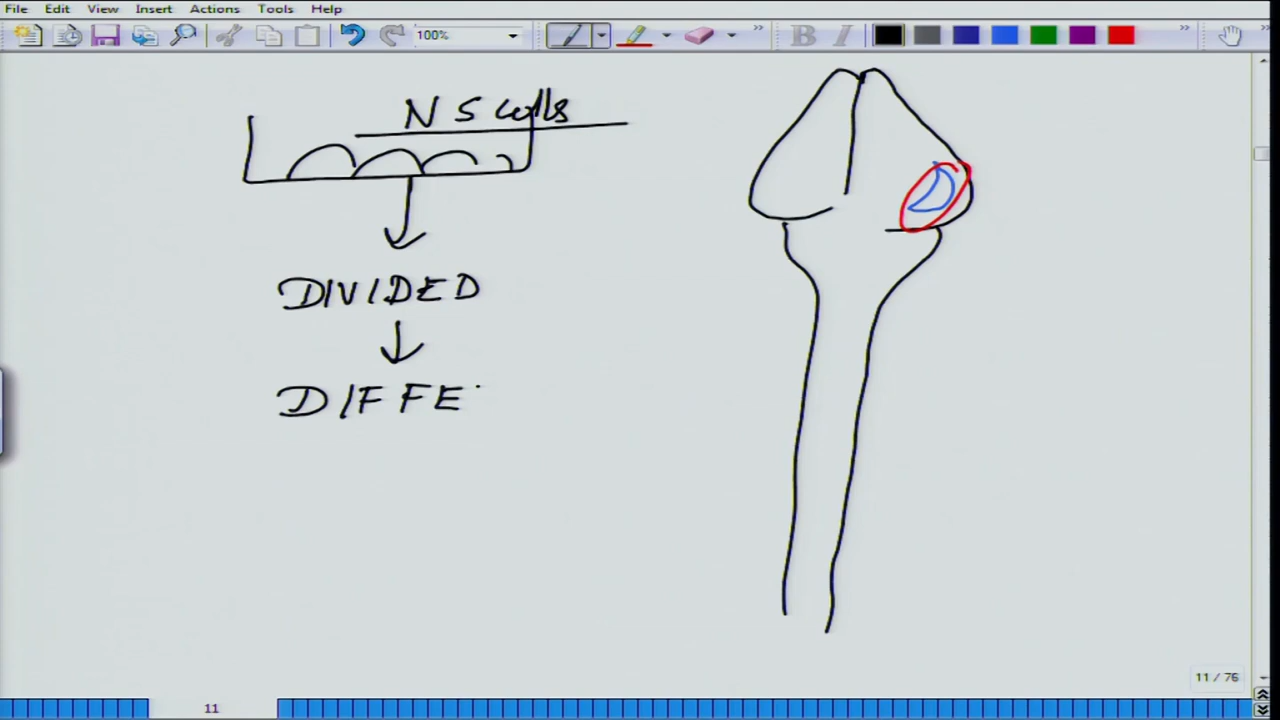 File Edit View Insert Actions Tools Help
100%
N S cells
DIVIDED
DIFFE
11 / 76
11